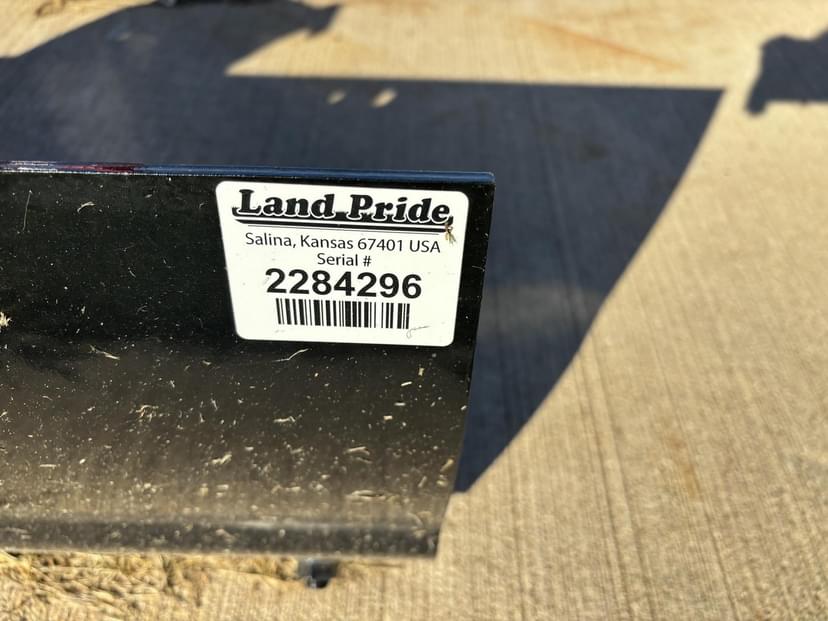 Land Pride
Salina, Kansas 67401 USA
Serial #
2284296